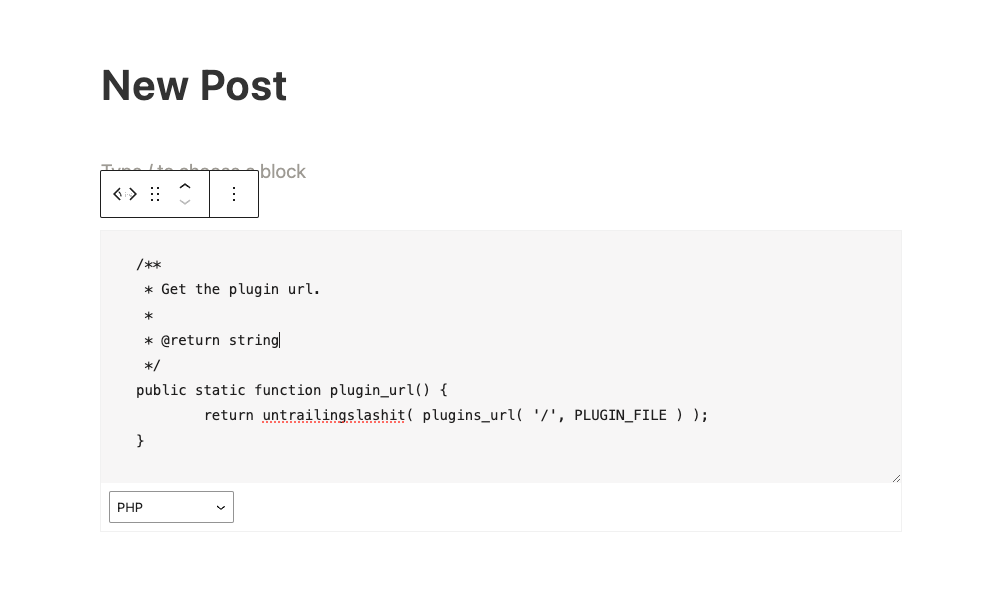 New Post
Type / to choose a block
/**
 * Get the plugin url.
 *
 * @return string
 */
public static function plugin_url() {
        return untrailingslashit( plugins_url( '/', PLUGIN_FILE ) );
}
PHP